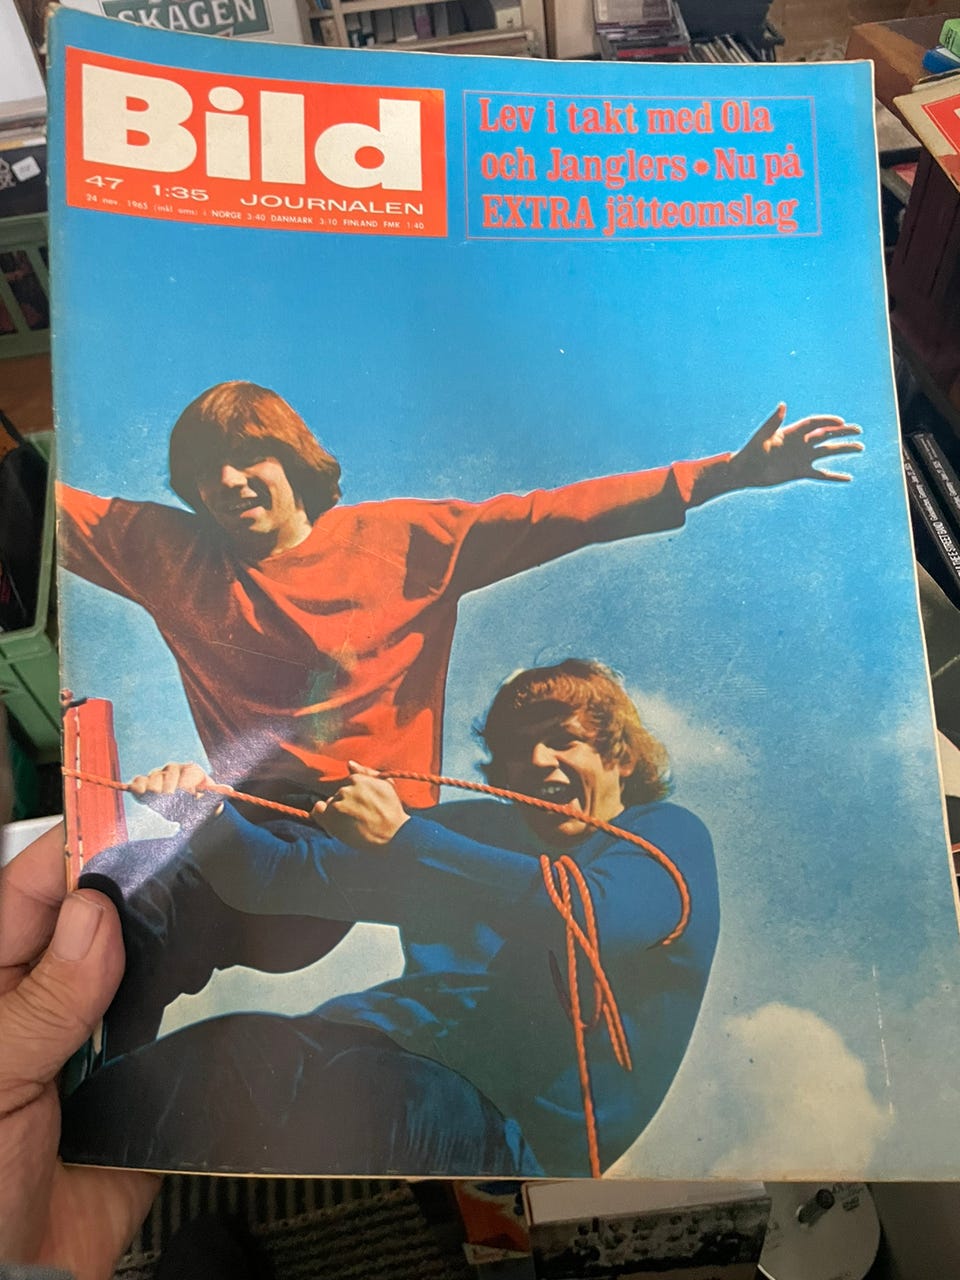 SKAGEN
Bild
47 1:35 JOURNALEN
24 nov. 1965 (inkl oms) i NORGE 3:40 DANMARK 3:10 FINLAND FMK 1:40
Lev i takt med Ola
och Janglers • Nu på
EXTRA jätteomslag